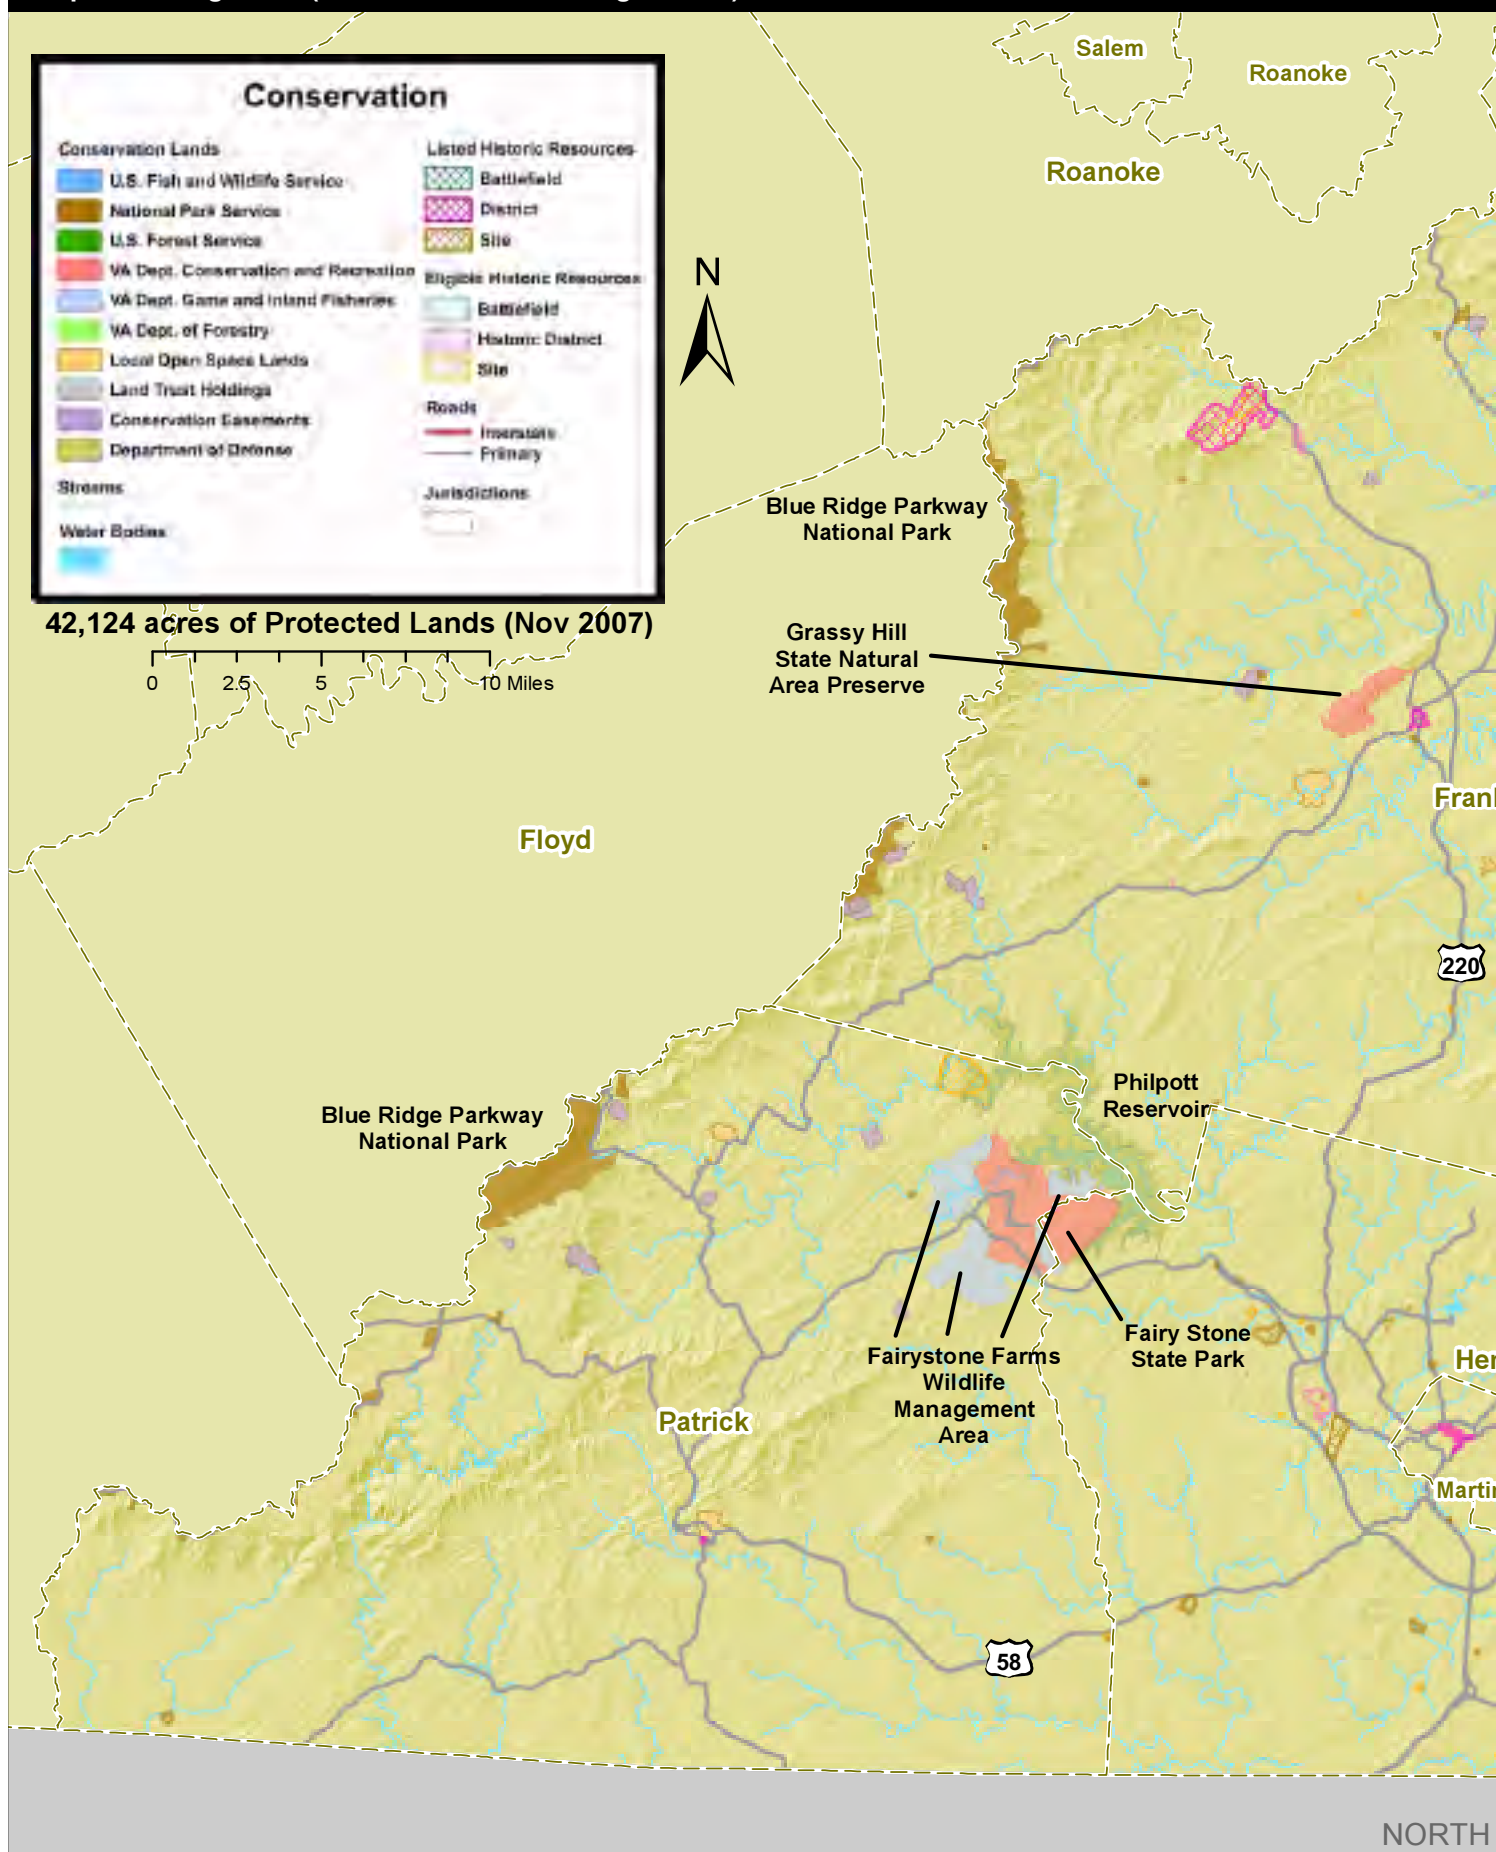 Salem
Roanoke
Roanoke
Conservation
Conservation Lands
U.S. Fish and Wildlife Service
National Park Service
U.S. Forest Service
VA Dept. Conservation and Recreation
VA Dept. Game and Inland Fisheries
VA Dept. of Forestry
Local Open Space Lands
Land Trust Holdings
Conservation Easements
Department of Defense
Streams
Water Bodies
Listed Historic Resources
Battlefield
District
Site
Eligible Historic Resources
Battlefield
Historic District
Site
Roads
Interstate
Primary
Jurisdictions
N
42,124 acres of Protected Lands (Nov 2007)
0 2.5 5 10 Miles
Blue Ridge Parkway
National Park
Grassy Hill
State Natural
Area Preserve
Floyd
Frank
220
Philpott
Reservoir
Blue Ridge Parkway
National Park
Fairystone Farms
Wildlife
Management
Area
Fairy Stone
State Park
Hen
Patrick
Martin
58
NORTH